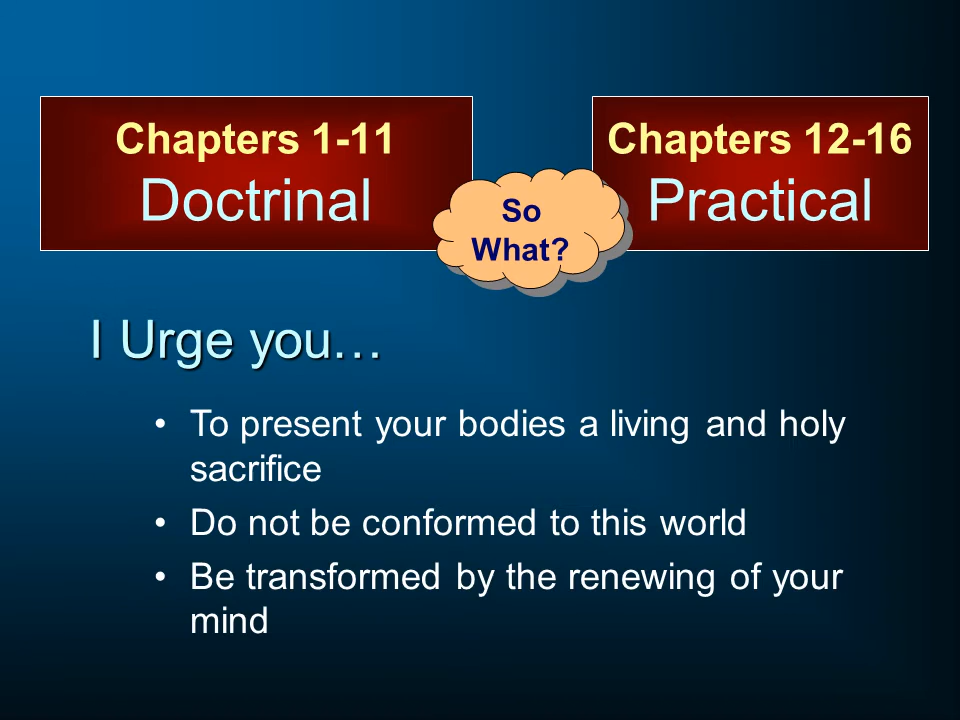 Chapters 1-11
Doctrinal
So
What?
Chapters 12-16
Practical
I Urge you…
• To present your bodies a living and holy
sacrifice
• Do not be conformed to this world
• Be transformed by the renewing of your
mind